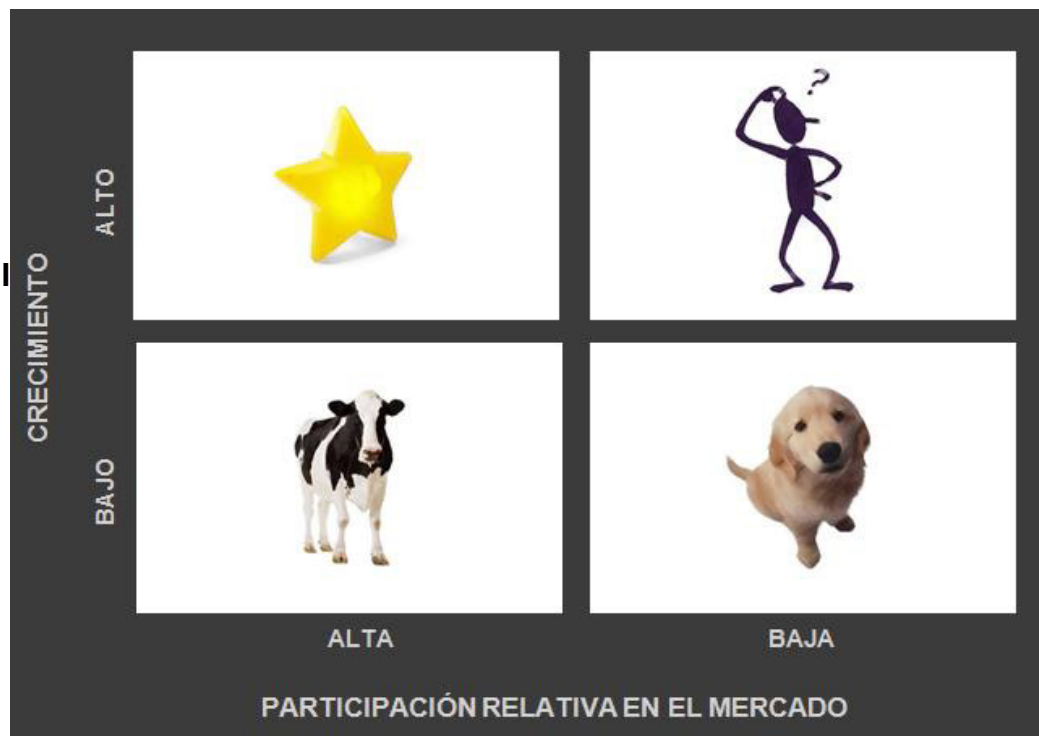 ?
ALTO
CRECIMIENTO
BAJO
ALTA BAJA
PARTICIPACIÓN RELATIVA EN EL MERCADO